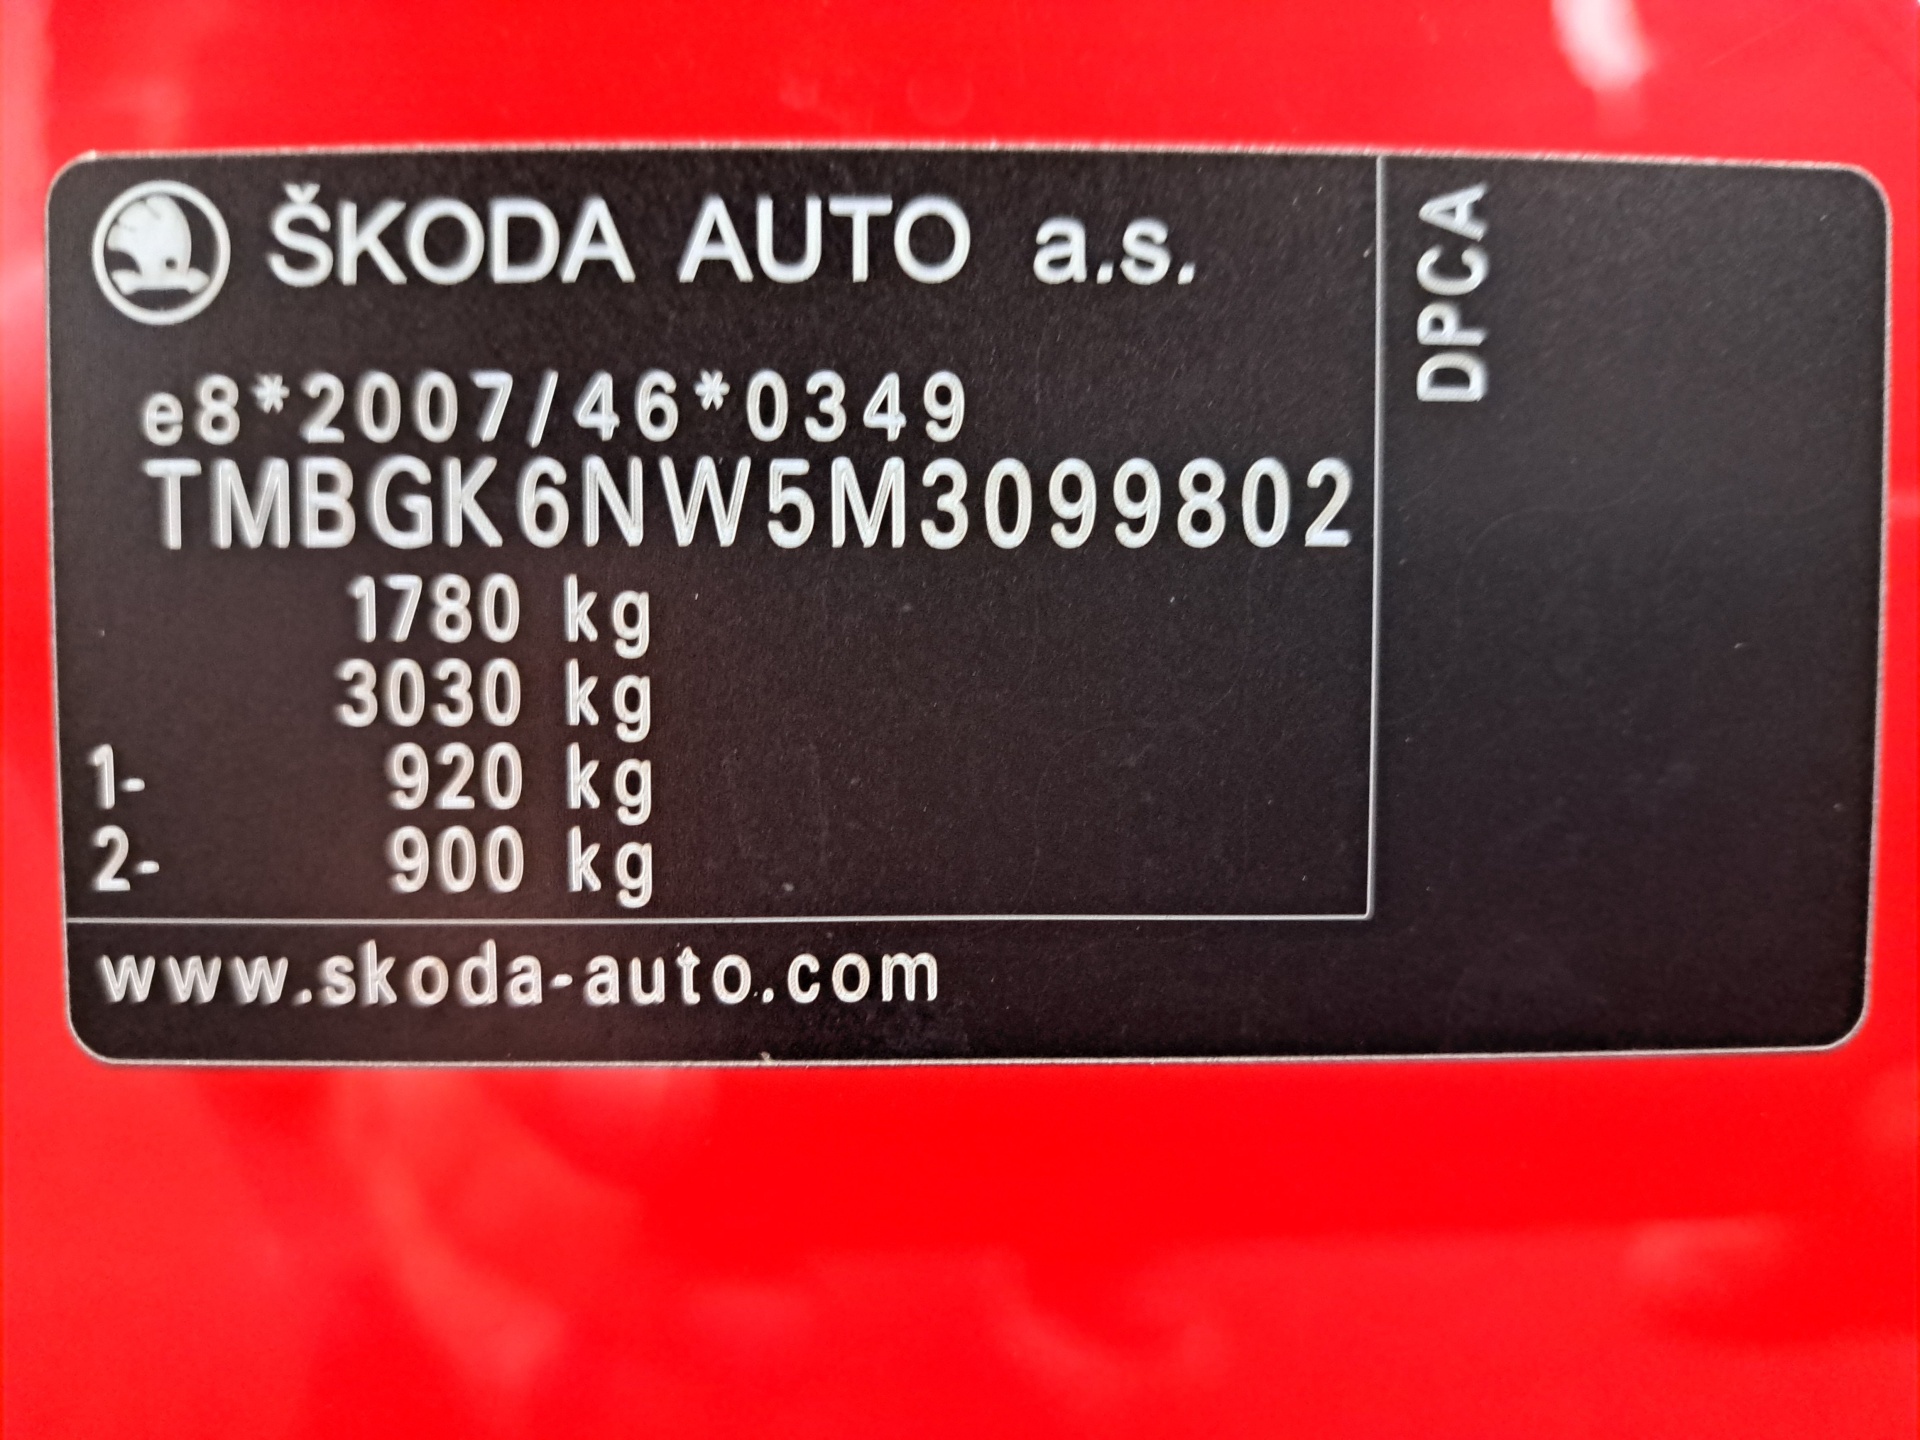 ŠKODA AUTO a.s.
e8*2007/46*0349
TMBGK6NW5M3099802
1780 kg
3030 kg
1- 920 kg
2- 900 kg
www.skoda-auto.com
DPCA